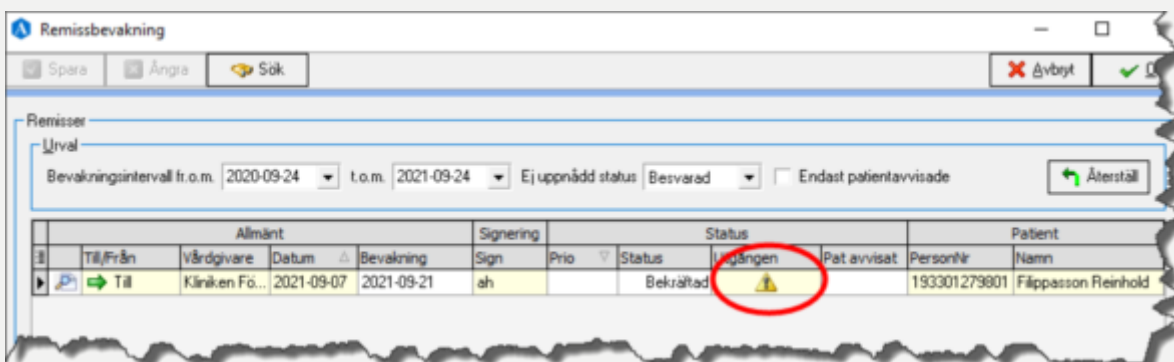 Remissbevakning
Spara Ångra Sök Avbryt
Remisser
Urval
Bevakningsintervall fr.o.m. 2020-09-24 t.o.m. 2021-09-24 Ej uppnådd status Besvarad Endast patientavvisade Återställ
Allmänt Signering Status Patient
Till/Från Vårdgivare Datum Bevakning Sign Prio Status Utgången Pat avvisat PersonNr Namn
Till Kliniken Fö... 2021-09-07 2021-09-21 ah Bekräftad 193301279801 Filippasson Reinhold